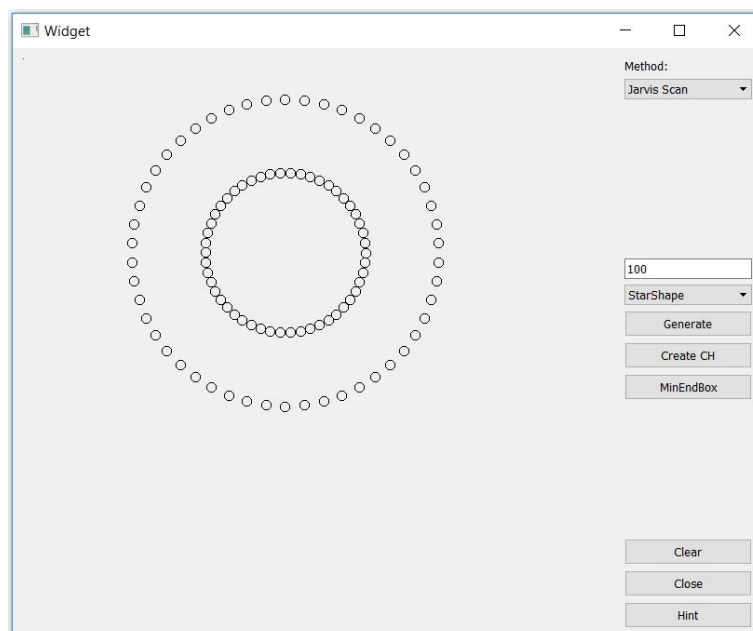 Widget
Method:
Jarvis Scan
100
StarShape
Generate
Create CH
MinEndBox
Clear
Close
Hint